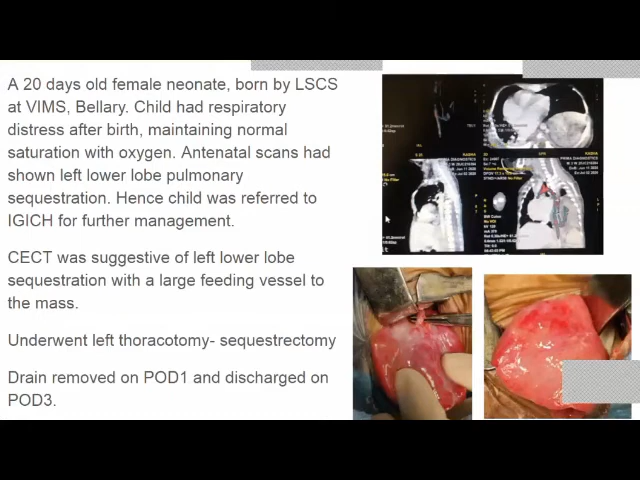 A 20 days old female neonate, born by LSCS
at VIMS, Bellary. Child had respiratory
distress after birth, maintaining normal
saturation with oxygen. Antenatal scans had
shown left lower lobe pulmonary
sequestration. Hence child was referred to
IGICH for further management.
CECT was suggestive of left lower lobe
sequestration with a large feeding vessel to
the mass.
Underwent left thoracotomy- sequestrectomy
Drain removed on POD1 and discharged on
POD3.